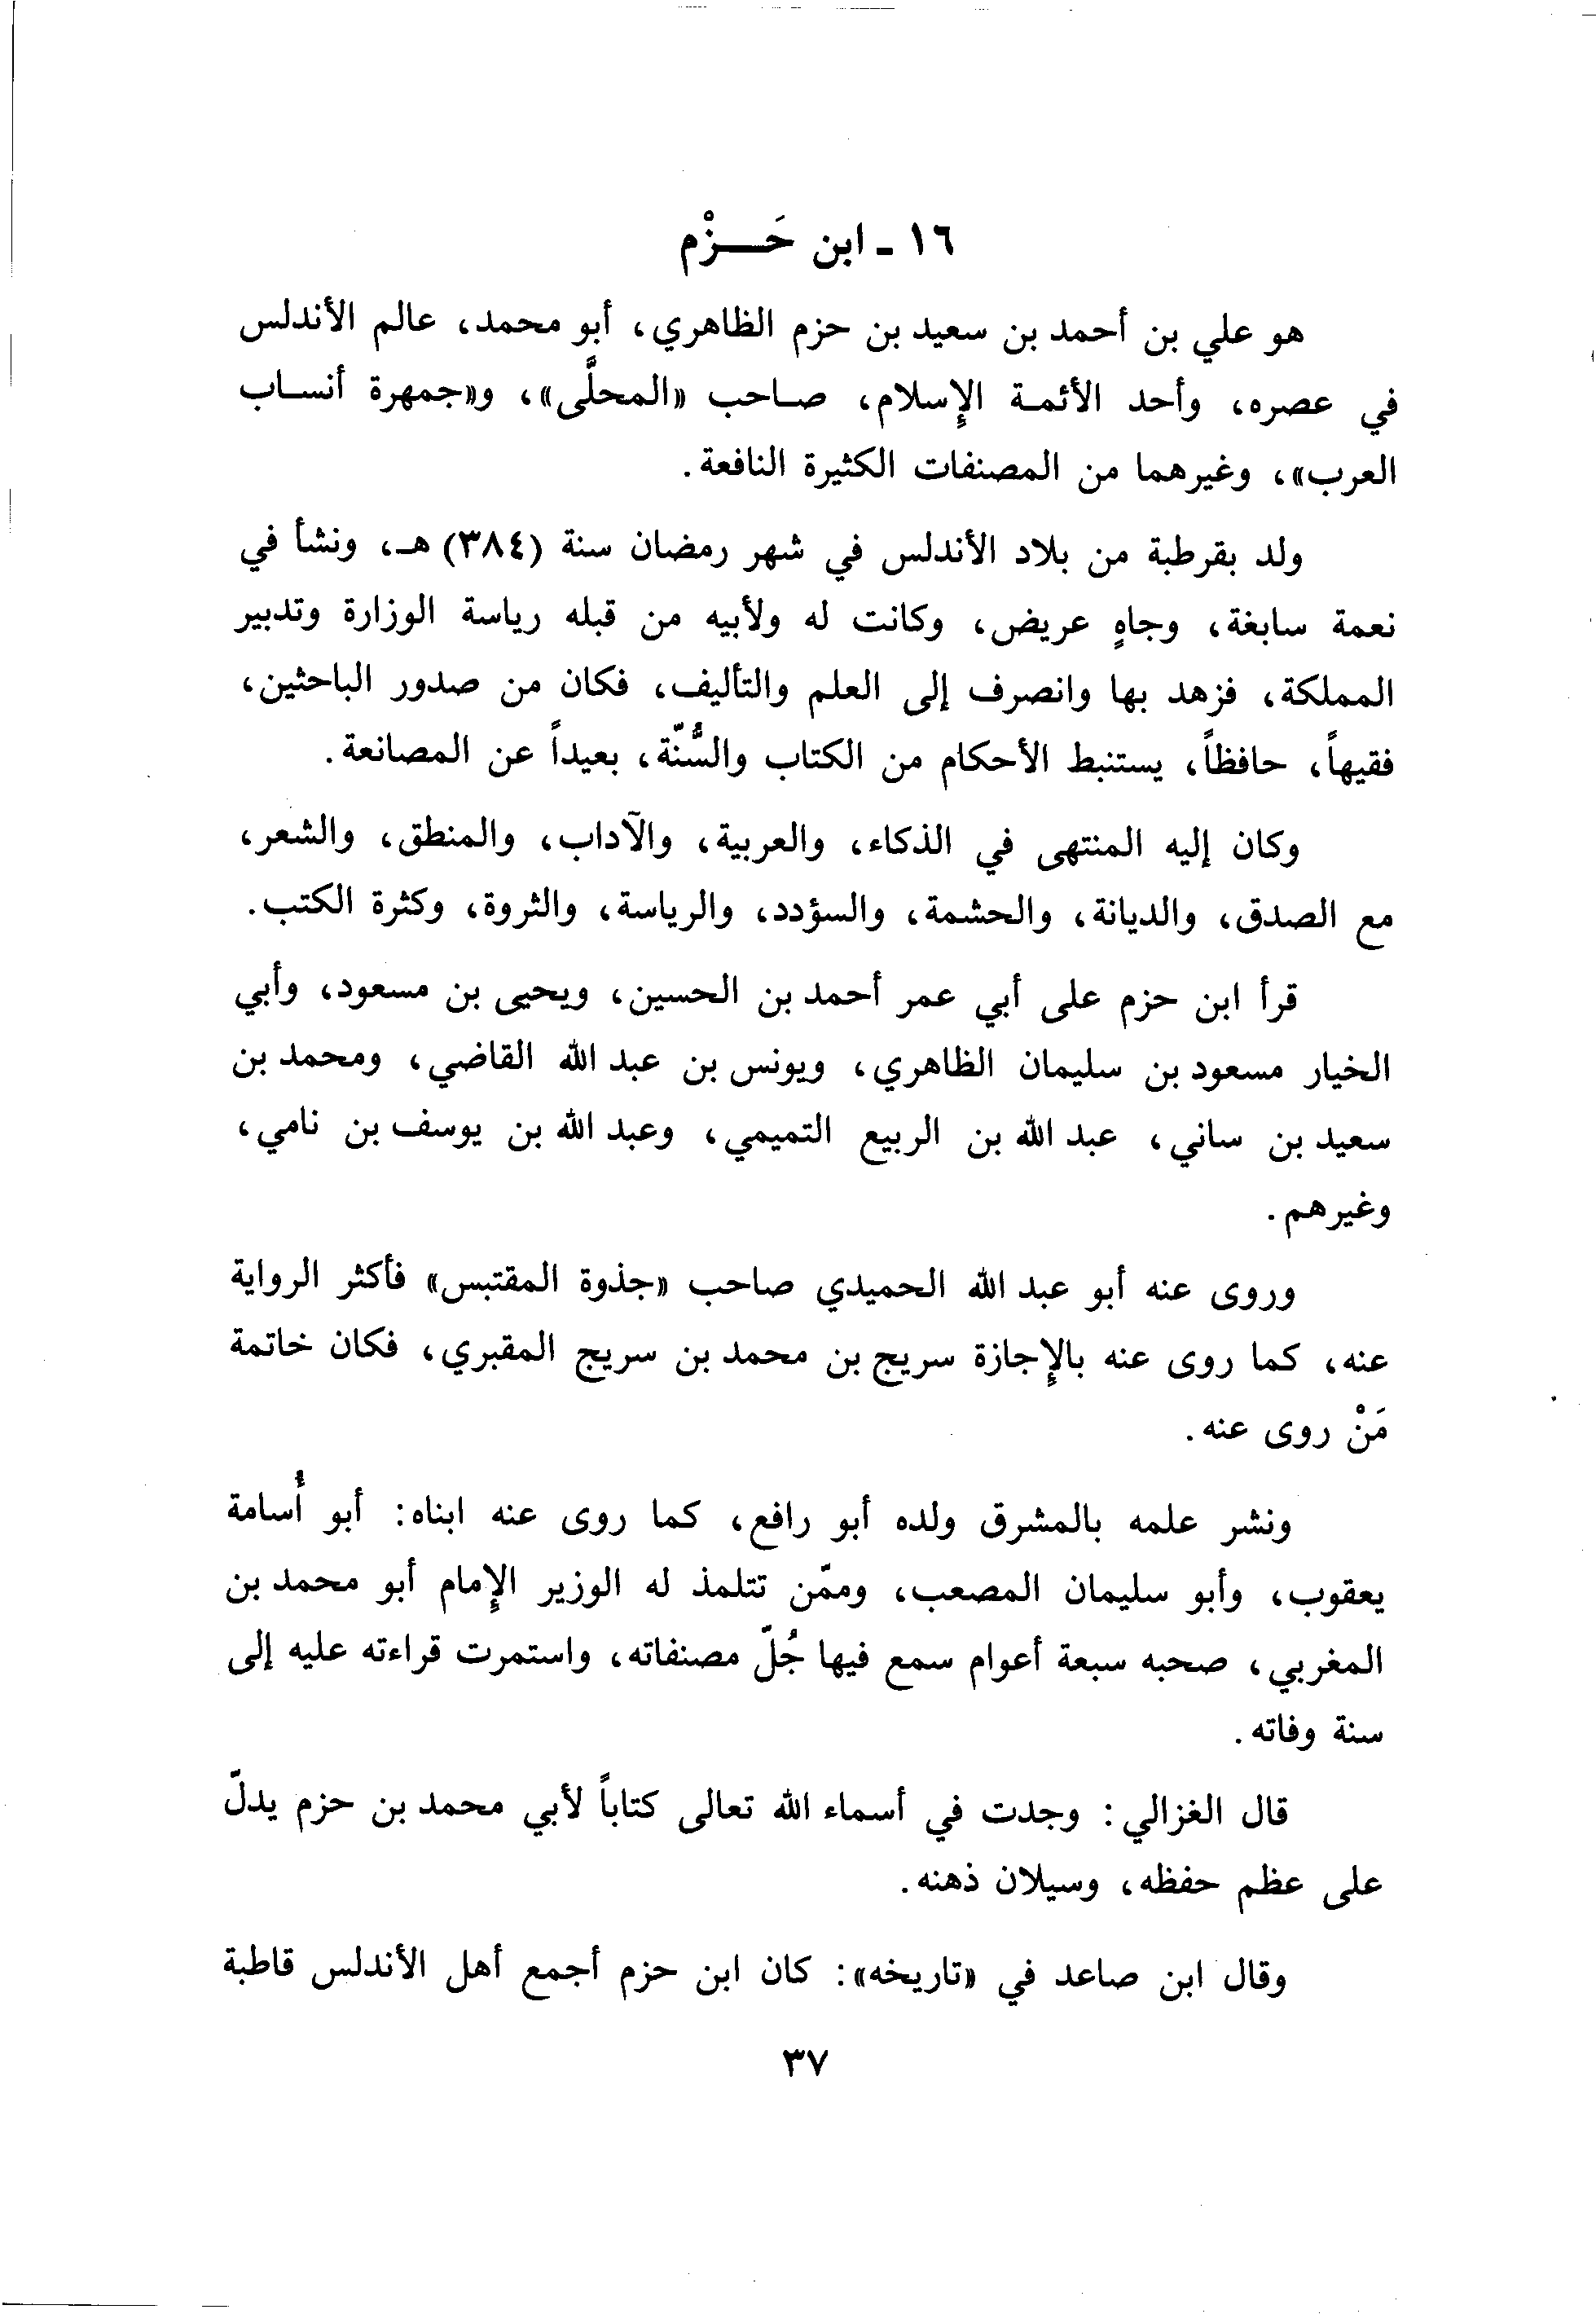 ١٦ - ابن حَـــزْم
هو علي بن أحمد بن سعيد بن حزم الظاهري، أبو محمد، عالم الأندلس
في عصره، وأحد الأئمـة الإسلام، صـاحب «المحلَّى»، و«جمهرة أنسـاب
العرب»، وغيرهما من المصنفات الكثيرة النافعة.
ولد بقرطبة من بلاد الأندلس في شهر رمضان سنة (٣٨٤) هـ، ونشأ في
نعمة سابغة، وجاهٍ عريض، وكانت له ولأبيه من قبله رياسة الوزارة وتدبير
المملكة، فزهد بها وانصرف إلى العلم والتأليف، فكان من صدور الباحثين،
فقيهاً، حافظاً، يستنبط الأحكام من الكتاب والسُّنّة، بعيداً عن المصانعة.
وكان إليه المنتهى في الذكاء، والعربية، والآداب، والمنطق، والشعر،
مع الصدق، والديانة، والحشمة، والسؤدد، والرياسة، والثروة، وكثرة الكتب.
قرأ ابن حزم على أبي عمر أحمد بن الحسين، ويحيى بن مسعود، وأبي
الخيار مسعود بن سليمان الظاهري، ويونس بن عبد الله القاضي، ومحمد بن
سعيد بن ساني، عبد الله بن الربيع التميمي، وعبد الله بن يوسف بن نامي،
وغيرهم.
وروى عنه أبو عبد الله الحميدي صاحب «جذوة المقتبس» فأكثر الرواية
عنه، كما روى عنه بالإجازة سريج بن محمد بن سريج المقبري، فكان خاتمة
مَنْ روى عنه.
ونشر علمه بالمشرق ولده أبو رافع، كما روى عنه ابناه: أبو أُسامة
يعقوب، وأبو سليمان المصعب، وممّن تتلمذ له الوزير الإمام أبو محمد بن
المغربي، صحبه سبعة أعوام سمع فيها جُلّ مصنفاته، واستمرت قراءته عليه إلى
سنة وفاته.
قال الغزالي: وجدت في أسماء الله تعالى كتاباً لأبي محمد بن حزم يدلّ
على عظم حفظه، وسيلان ذهنه.
وقال ابن صاعد في «تاريخه»: كان ابن حزم أجمع أهل الأندلس قاطبة
٣٧